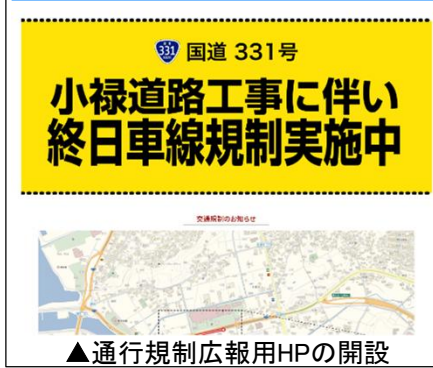 331
国道 331号
小禄道路工事に伴い
終日車線規制実施中
交通規制のお知らせ
▲通行規制広報用HPの開設